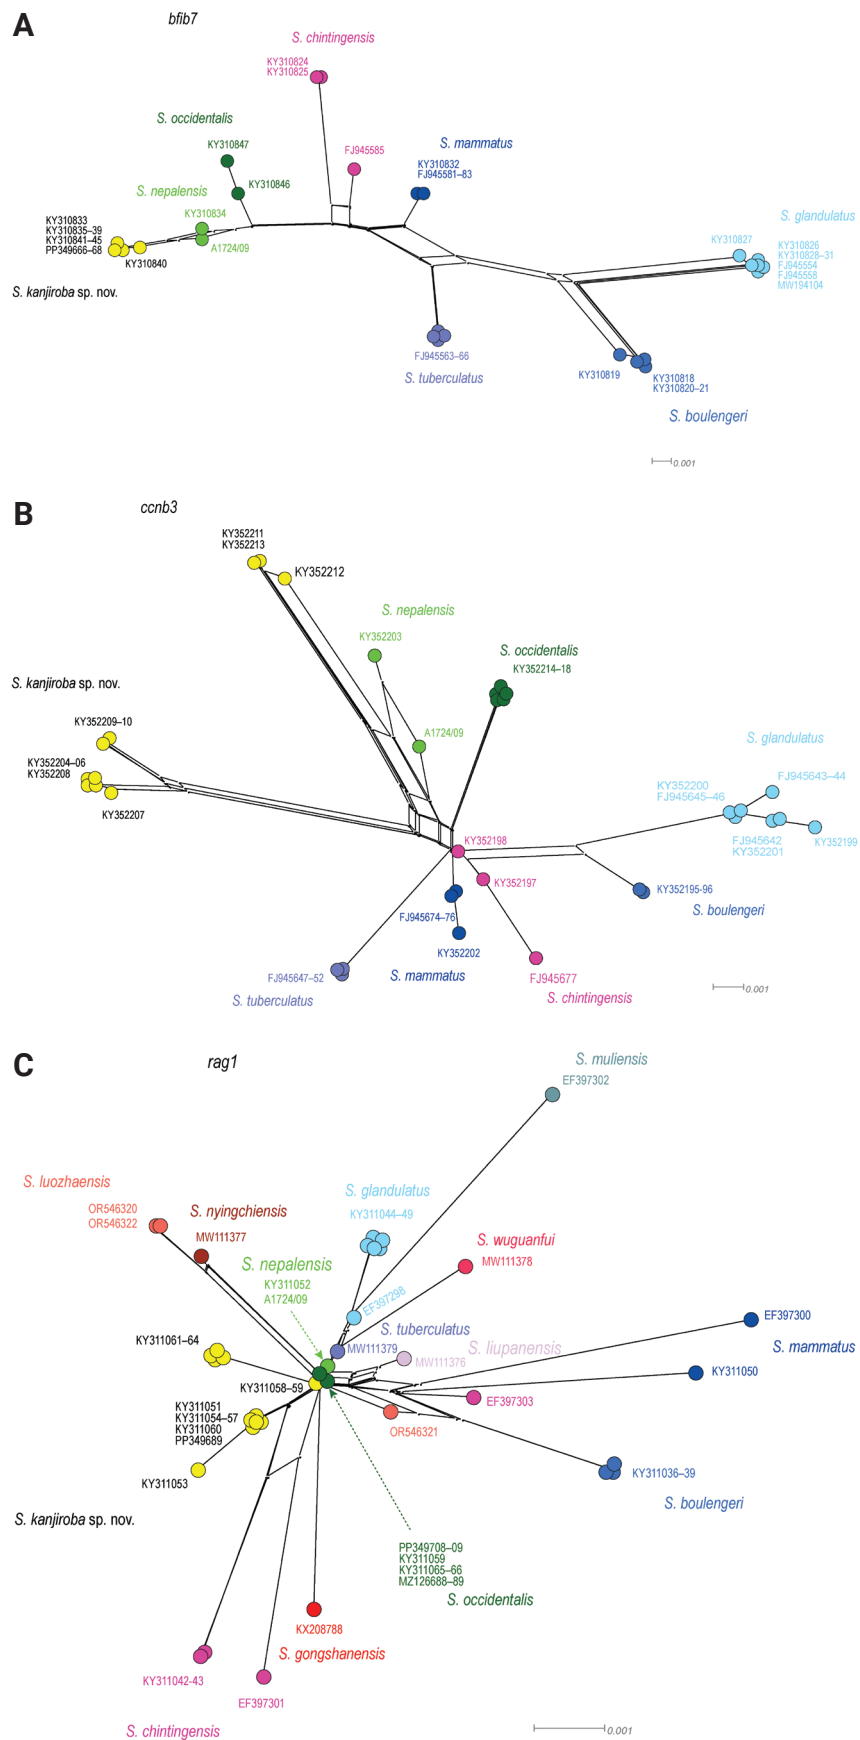 A
bfib7
S. chintingensis
KY310824
KY310825
S. occidentalis
KY310847
FJ945585
S. mammatus
KY310832
FJ945581–83
KY310846
S. nepalensis
KY310834
KY310833
KY310835–39
KY310841–45
PP349666–68
A1724/09
KY310840
S. kanjiroba sp. nov.
S. glandulatus
KY310827
KY310826
KY310828–31
FJ945554
FJ945558
MW194104
FJ945563–66
S. tuberculatus
KY310819
KY310818
KY310820–21
S. boulengeri
0.001
B
ccnb3
KY352211
KY352213
KY352212
S. nepalensis
KY352203
S. occidentalis
KY352214–18
S. kanjiroba sp. nov.
KY352209–10
A1724/09
S. glandulatus
KY352204–06
KY352208
FJ945643–44
KY352200
FJ945645–46
KY352207
KY352198
FJ945642
KY352201
KY352199
KY352197
KY352195-96
S. boulengeri
FJ945674–76
KY352202
FJ945647–52
S. mammatus
FJ945677
S. tuberculatus
S. chintingensis
0.001
C
rag1
S. muliensis
EF397302
S. luozhaensis
OR546320
OR546322
S. nyingchiensis
MW111377
S. glandulatus
KY311044–49
S. wuguanfui
MW111378
S. nepalensis
KY311052
A1724/09
EF397298
EF397300
S. mammatus
S. tuberculatus
MW111379
KY311061–64
S. liupanensis
MW111376
KY311050
KY311058–59
EF397303
KY311051
KY311054–57
KY311060
PP349689
OR546321
KY311053
KY311036–39
S. boulengeri
S. kanjiroba sp. nov.
PP349708–09
KY311059
KY311065–66
MZ126688–89
S. occidentalis
KX208788
S. gongshanensis
KY311042-43
EF397301
S. chintingensis
0.001